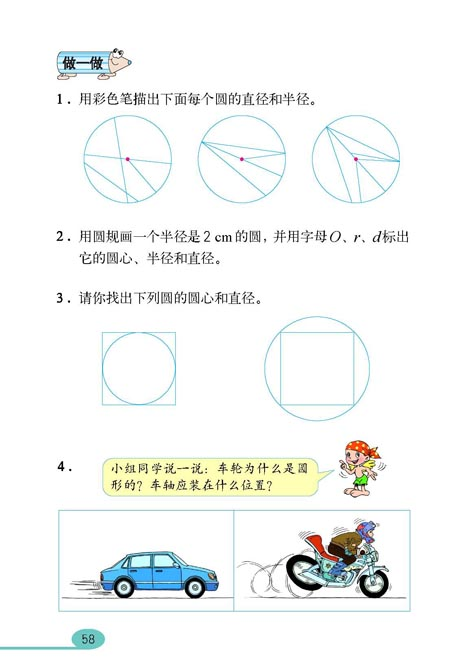 做一做
1. 用彩色笔描出下面每个圆的直径和半径。
2. 用圆规画一个半径是2 cm的圆,并用字母O、r、d标出
它的圆心、半径和直径。
3. 请你找出下列圆的圆心和直径。
4.
小组同学说一说:车轮为什么是圆
形的?车轴应装在什么位置?
58